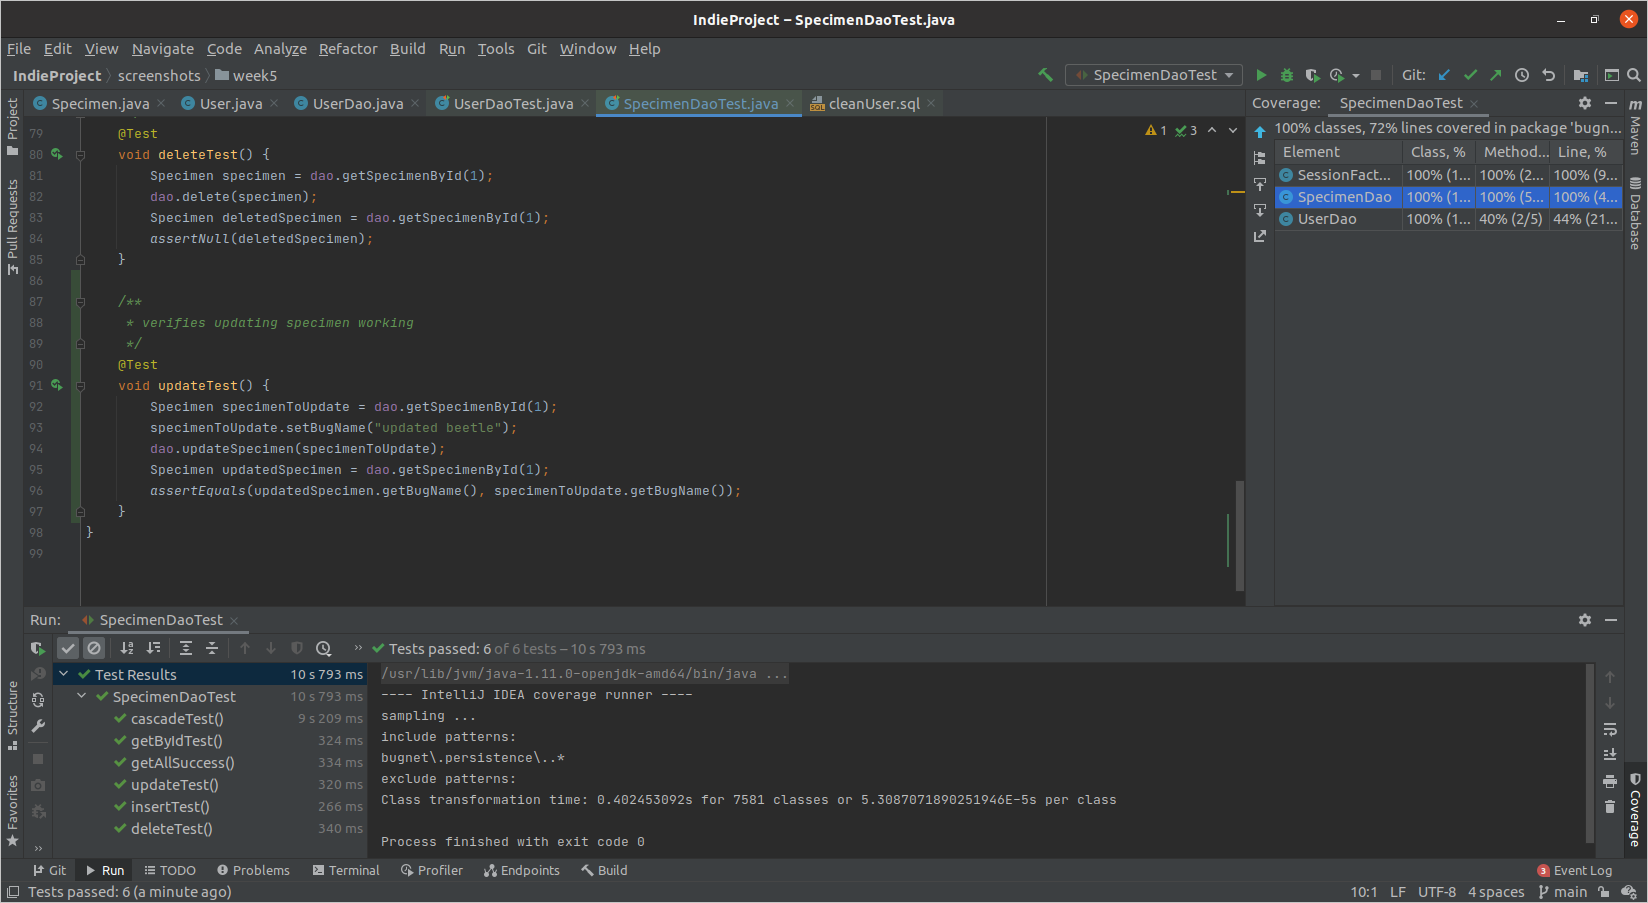 IndieProject – SpecimenDaoTest.java
File Edit View Navigate Code Analyze Refactor Build Run Tools Git Window Help
IndieProject screenshots week5
SpecimenDaoTest
Git:
Specimen.java User.java UserDao.java UserDaoTest.java SpecimenDaoTest.java cleanUser.sql
Project
Pull Requests
Structure
Favorites
1 3
79 @Test
80 void deleteTest() {
81 Specimen specimen = dao.getSpecimenById(1);
82 dao.delete(specimen);
83 Specimen deletedSpecimen = dao.getSpecimenById(1);
84 assertNull(deletedSpecimen);
85 }
86
87 /**
88 * verifies updating specimen working
89 */
90 @Test
91 void updateTest() {
92 Specimen specimenToUpdate = dao.getSpecimenById(1);
93 specimenToUpdate.setBugName("updated beetle");
94 dao.updateSpecimen(specimenToUpdate);
95 Specimen updatedSpecimen = dao.getSpecimenById(1);
96 assertEquals(updatedSpecimen.getBugName(), specimenToUpdate.getBugName());
97 }
98 }
99
Coverage: SpecimenDaoTest
100% classes, 72% lines covered in package 'bugn...
Element Class, % Method... Line, %
SessionFact... 100% (1... 100% (2... 100% (9...
SpecimenDao 100% (1... 100% (5... 100% (4...
UserDao 100% (1... 40% (2/5) 44% (21...
m Maven
Database
Coverage
Run: SpecimenDaoTest
Tests passed: 6 of 6 tests – 10 s 793 ms
Test Results 10 s 793 ms
SpecimenDaoTest 10 s 793 ms
cascadeTest() 9 s 209 ms
getByIdTest() 324 ms
getAllSuccess() 334 ms
updateTest() 320 ms
insertTest() 266 ms
deleteTest() 340 ms
/usr/lib/jvm/java-1.11.0-openjdk-amd64/bin/java ...
---- IntelliJ IDEA coverage runner ----
sampling ...
include patterns:
bugnet\.persistence\..*
exclude patterns:
Class transformation time: 0.402453092s for 7581 classes or 5.3087071890251946E-5s per class
Process finished with exit code 0
Git Run TODO Problems Terminal Profiler Endpoints Build 3 Event Log
Tests passed: 6 (a minute ago) 10:1 LF UTF-8 4 spaces main